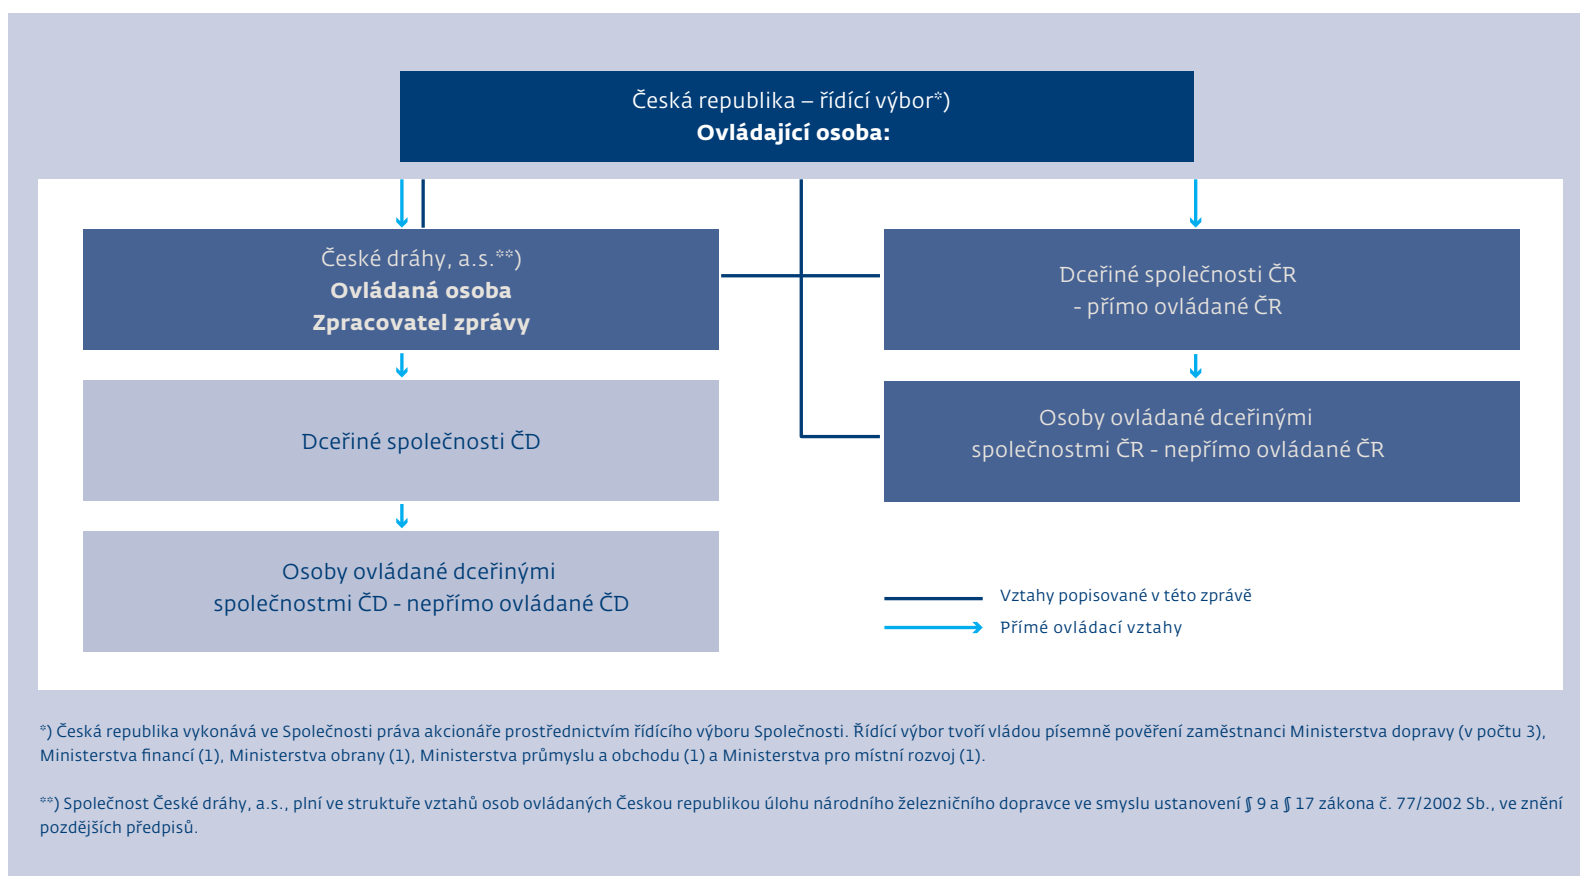 Česká republika – řídící výbor*)
Ovládající osoba:
České dráhy, a.s.**)
Ovládaná osoba
Zpracovatel zprávy
Dceřiné společnosti ČR
- přímo ovládané ČR
Dceřiné společnosti ČD
Osoby ovládané dceřinými
společnostmi ČR - nepřímo ovládané ČR
Osoby ovládané dceřinými
společnostmi ČD - nepřímo ovládané ČD
Vztahy popisované v této zprávě
Přímé ovládací vztahy
*) Česká republika vykonává ve Společnosti práva akcionáře prostřednictvím řídícího výboru Společnosti. Řídící výbor tvoří vládou písemně pověření zaměstnanci Ministerstva dopravy (v počtu 3),
Ministerstva financí (1), Ministerstva obrany (1), Ministerstva průmyslu a obchodu (1) a Ministerstva pro místní rozvoj (1).
**) Společnost České dráhy, a.s., plní ve struktuře vztahů osob ovládaných Českou republikou úlohu národního železničního dopravce ve smyslu ustanovení § 9 a § 17 zákona č. 77/2002 Sb., ve znění
pozdějších předpisů.